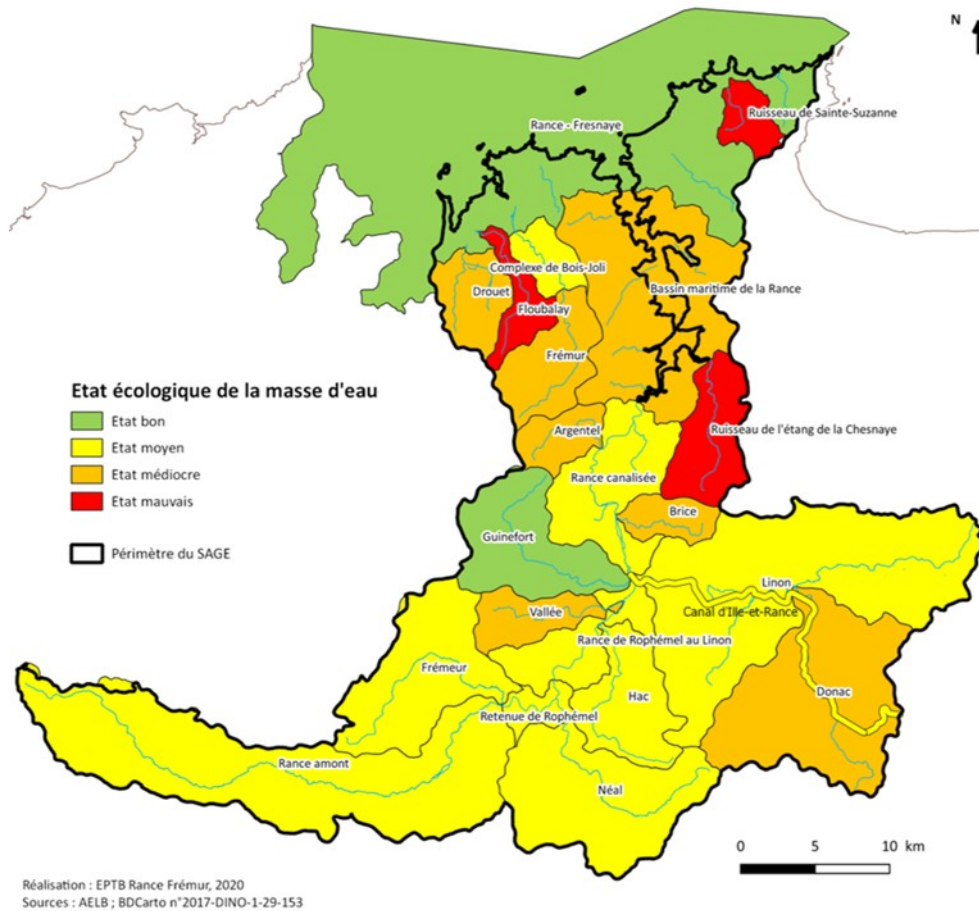 N
Ruisseau de Sainte-Suzanne
Rance - Fresnaye
Complexe de Bois-Joli
Drouet
Bassin maritime de la Rance
Floubalay
Frémur
Etat écologique de la masse d'eau
Etat bon
Etat moyen
Etat médiocre
Etat mauvais
Périmètre du SAGE
Argentel
Ruisseau de l'étang de la Chesnaye
Rance canalisée
Brice
Guinefort
Linon
Canal d'Ille-et-Rance
Vallée
Rance de Rophémel au Linon
Frémeur
Hac
Donac
Retenue de Rophémel
Rance amont
Néal
0 5 10 km
Réalisation : EPTB Rance Frémur, 2020
Sources : AELB ; BDCarto n°2017-DINO-1-29-153